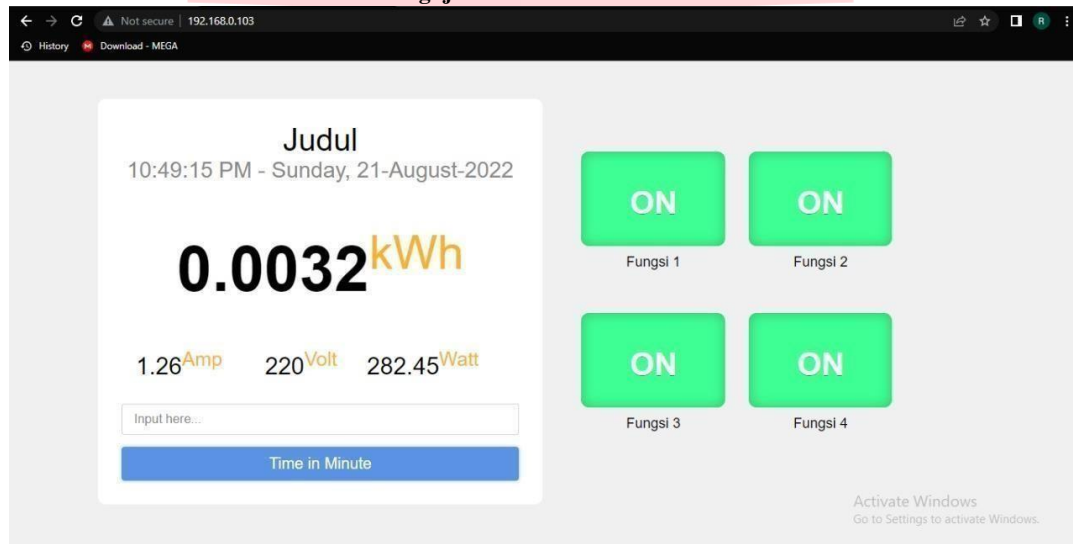 Not secure | 192.168.0.103
R
History Download - MEGA
Judul
10:49:15 PM - Sunday, 21-August-2022
0.0032kWh
1.26Amp 220Volt 282.45Watt
Input here...
Time in Minute
ON ON
Fungsi 1 Fungsi 2
ON ON
Fungsi 3 Fungsi 4
Activate Windows
Go to Settings to activate Windows.